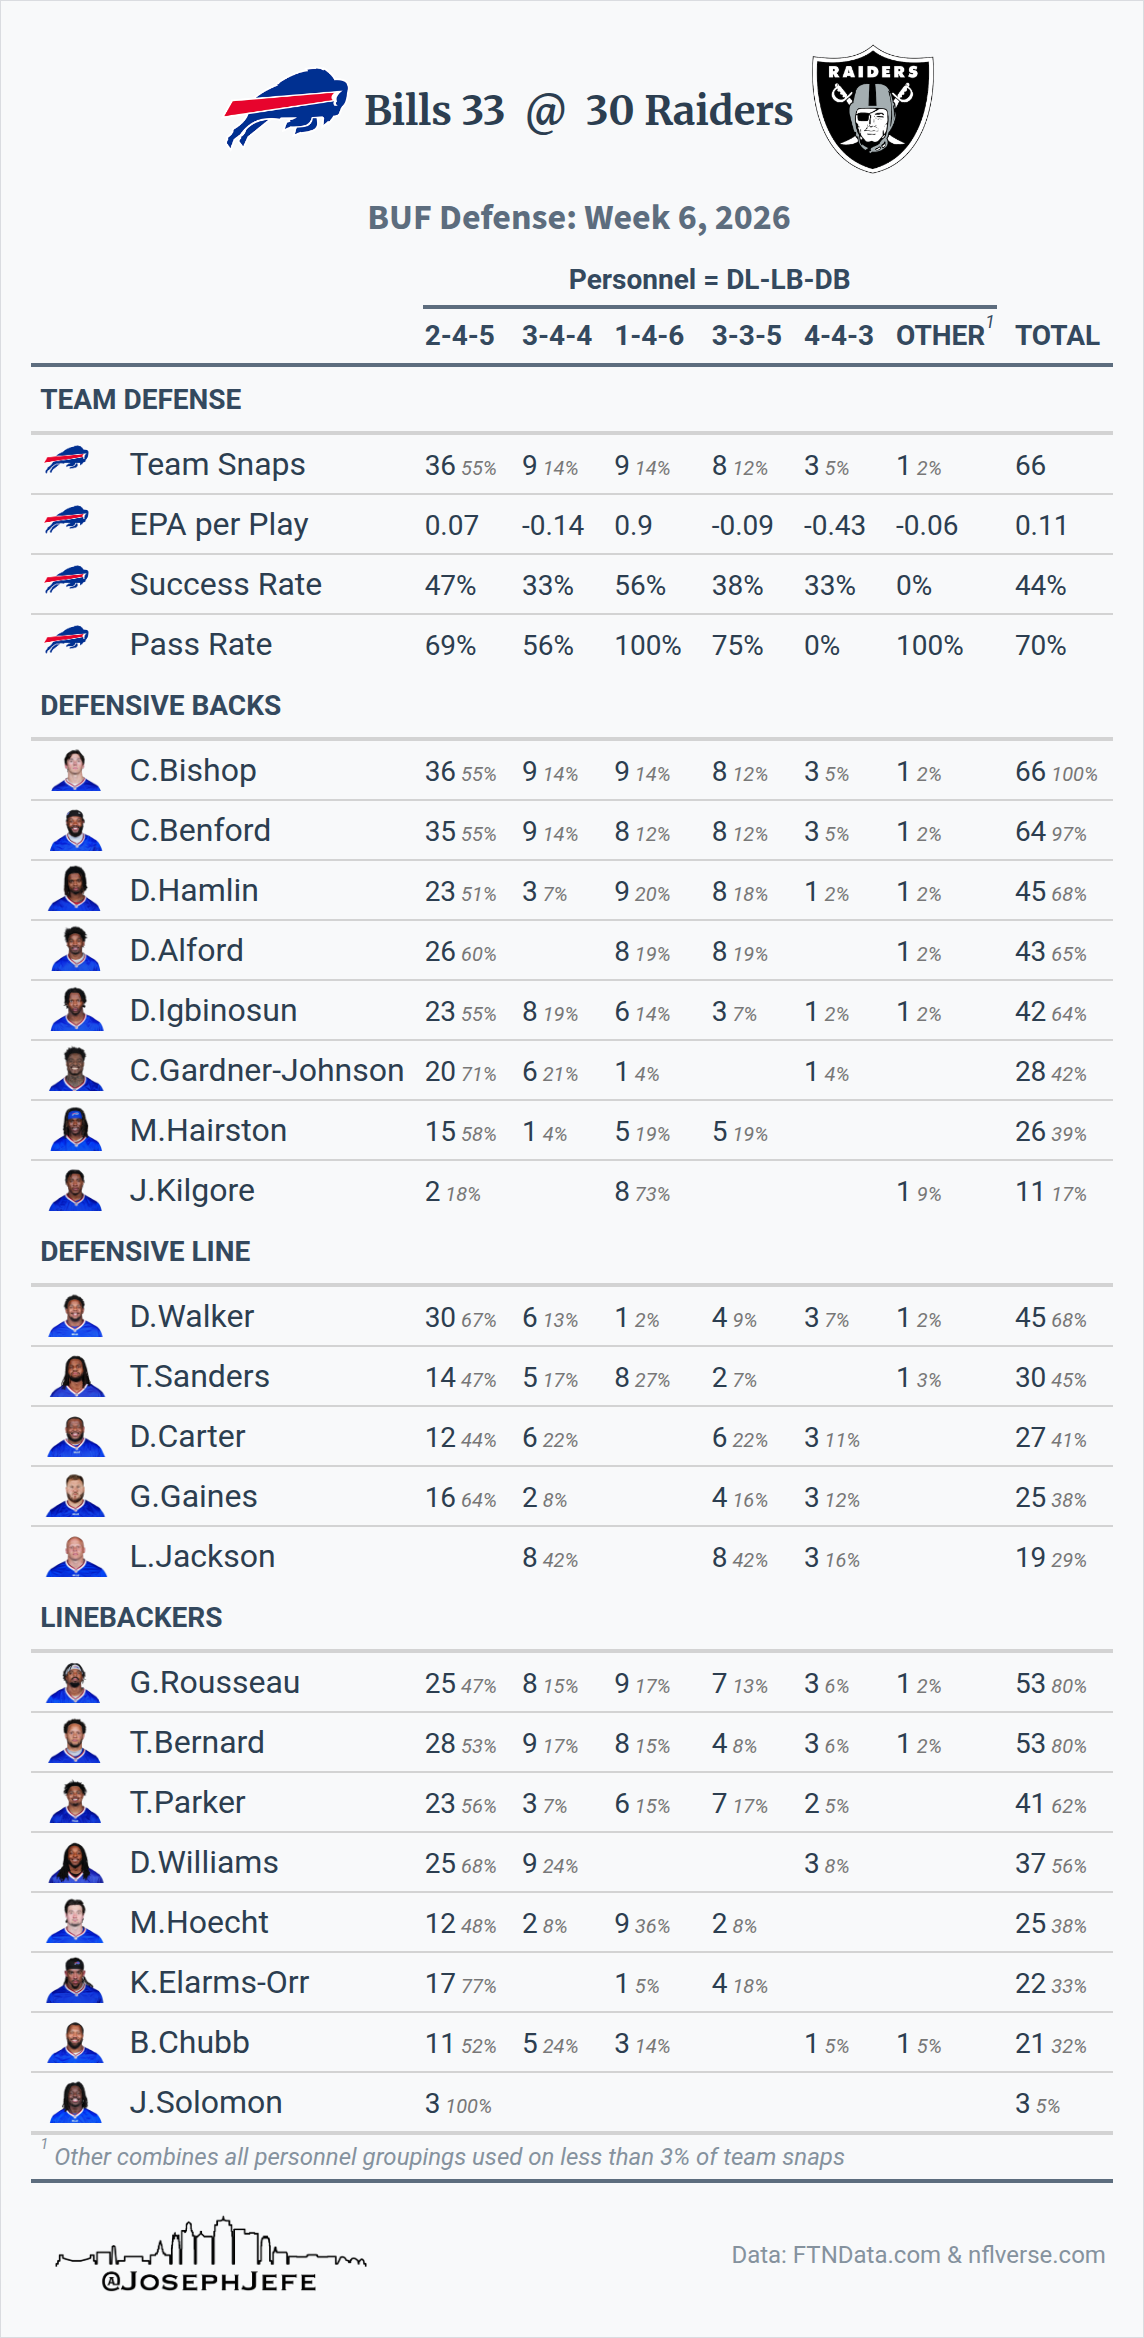 RAIDERS
Bills 33 @ 30 Raiders
BUF Defense: Week 6, 2026
Personnel = DL-LB-DB
2-4-5 3-4-4 1-4-6 3-3-5 4-4-3 OTHER1 TOTAL
TEAM DEFENSE
Team Snaps 36 55% 9 14% 9 14% 8 12% 3 5% 1 2% 66
EPA per Play 0.07 -0.14 0.9 -0.09 -0.43 -0.06 0.11
Success Rate 47% 33% 56% 38% 33% 0% 44%
Pass Rate 69% 56% 100% 75% 0% 100% 70%
DEFENSIVE BACKS
C.Bishop 36 55% 9 14% 9 14% 8 12% 3 5% 1 2% 66 100%
C.Benford 35 55% 9 14% 8 12% 8 12% 3 5% 1 2% 64 97%
D.Hamlin 23 51% 3 7% 9 20% 8 18% 1 2% 1 2% 45 68%
D.Alford 26 60% 8 19% 8 19% 1 2% 43 65%
D.Igbinosun 23 55% 8 19% 6 14% 3 7% 1 2% 1 2% 42 64%
C.Gardner-Johnson 20 71% 6 21% 1 4% 1 4% 28 42%
M.Hairston 15 58% 1 4% 5 19% 5 19% 26 39%
J.Kilgore 2 18% 8 73% 1 9% 11 17%
DEFENSIVE LINE
D.Walker 30 67% 6 13% 1 2% 4 9% 3 7% 1 2% 45 68%
T.Sanders 14 47% 5 17% 8 27% 2 7% 1 3% 30 45%
D.Carter 12 44% 6 22% 6 22% 3 11% 27 41%
G.Gaines 16 64% 2 8% 4 16% 3 12% 25 38%
L.Jackson 8 42% 8 42% 3 16% 19 29%
LINEBACKERS
G.Rousseau 25 47% 8 15% 9 17% 7 13% 3 6% 1 2% 53 80%
T.Bernard 28 53% 9 17% 8 15% 4 8% 3 6% 1 2% 53 80%
T.Parker 23 56% 3 7% 6 15% 7 17% 2 5% 41 62%
D.Williams 25 68% 9 24% 3 8% 37 56%
M.Hoecht 12 48% 2 8% 9 36% 2 8% 25 38%
K.Elarms-Orr 17 77% 1 5% 4 18% 22 33%
B.Chubb 11 52% 5 24% 3 14% 1 5% 1 5% 21 32%
J.Solomon 3 100% 3 5%
1 Other combines all personnel groupings used on less than 3% of team snaps
@JosephJefe
Data: FTNData.com & nflverse.com